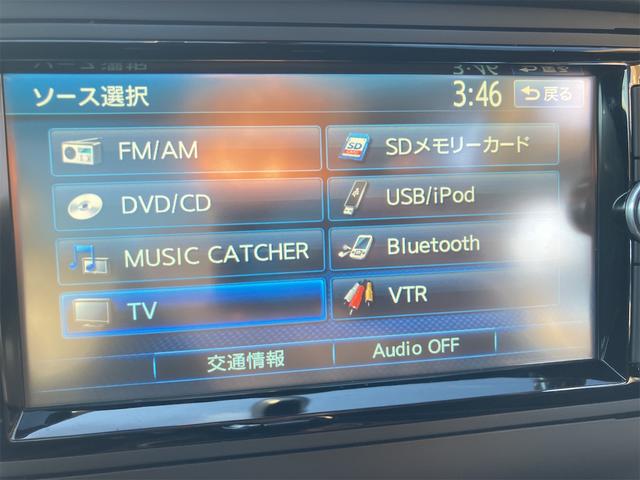 ソース選択
3:46
戻る
FM/AM
SDメモリーカード
DVD/CD
USB/iPod
MUSIC CATCHER
Bluetooth
TV
VTR
交通情報
Audio OFF